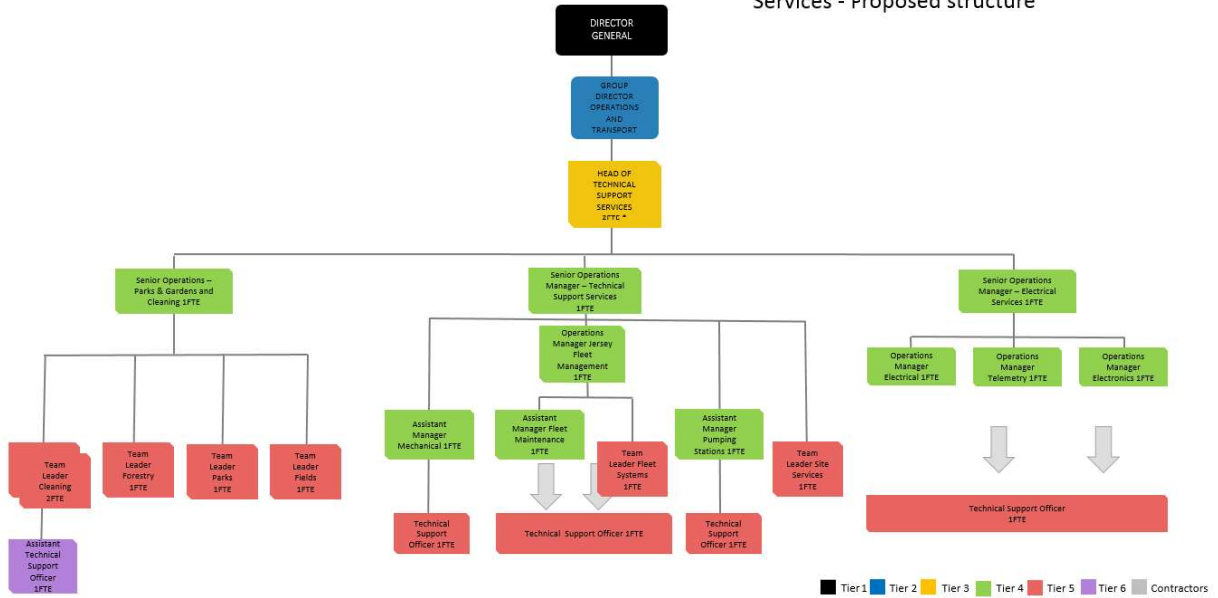 Services - Proposed structure
DIRECTOR
GENERAL
GROUP
DIRECTOR
OPERATIONS
AND
TRANSPORT
HEAD OF
TECHNICAL
SUPPORT
SERVICES
2FTE *
Senior Operations –
Parks & Gardens and
Cleaning 1FTE
Senior Operations
Manager – Technical
Support Services
1FTE
Senior Operations
Manager – Electrical
Services 1FTE
Operations
Manager Jersey
Fleet
Management
1FTE
Operations
Manager
Electrical 1FTE
Operations
Manager
Telemetry 1FTE
Operations
Manager
Electronics 1FTE
Assistant
Manager
Mechanical 1FTE
Assistant
Manager Fleet
Maintenance
1FTE
Team
Leader Fleet
Systems
1FTE
Assistant
Manager
Pumping
Stations 1FTE
Team
Leader Site
Services
1FTE
Team
Leader
Cleaning
2FTE
Team
Leader
Forestry
1FTE
Team
Leader
Parks
1FTE
Team
Leader
Fields
1FTE
Technical
Support
Officer 1FTE
Technical Support Officer 1FTE
Technical
Support
Officer 1FTE
Technical Support Officer
1FTE
Assistant
Technical
Support
Officer
1FTE
Tier 1 Tier 2 Tier 3 Tier 4 Tier 5 Tier 6 Contractors